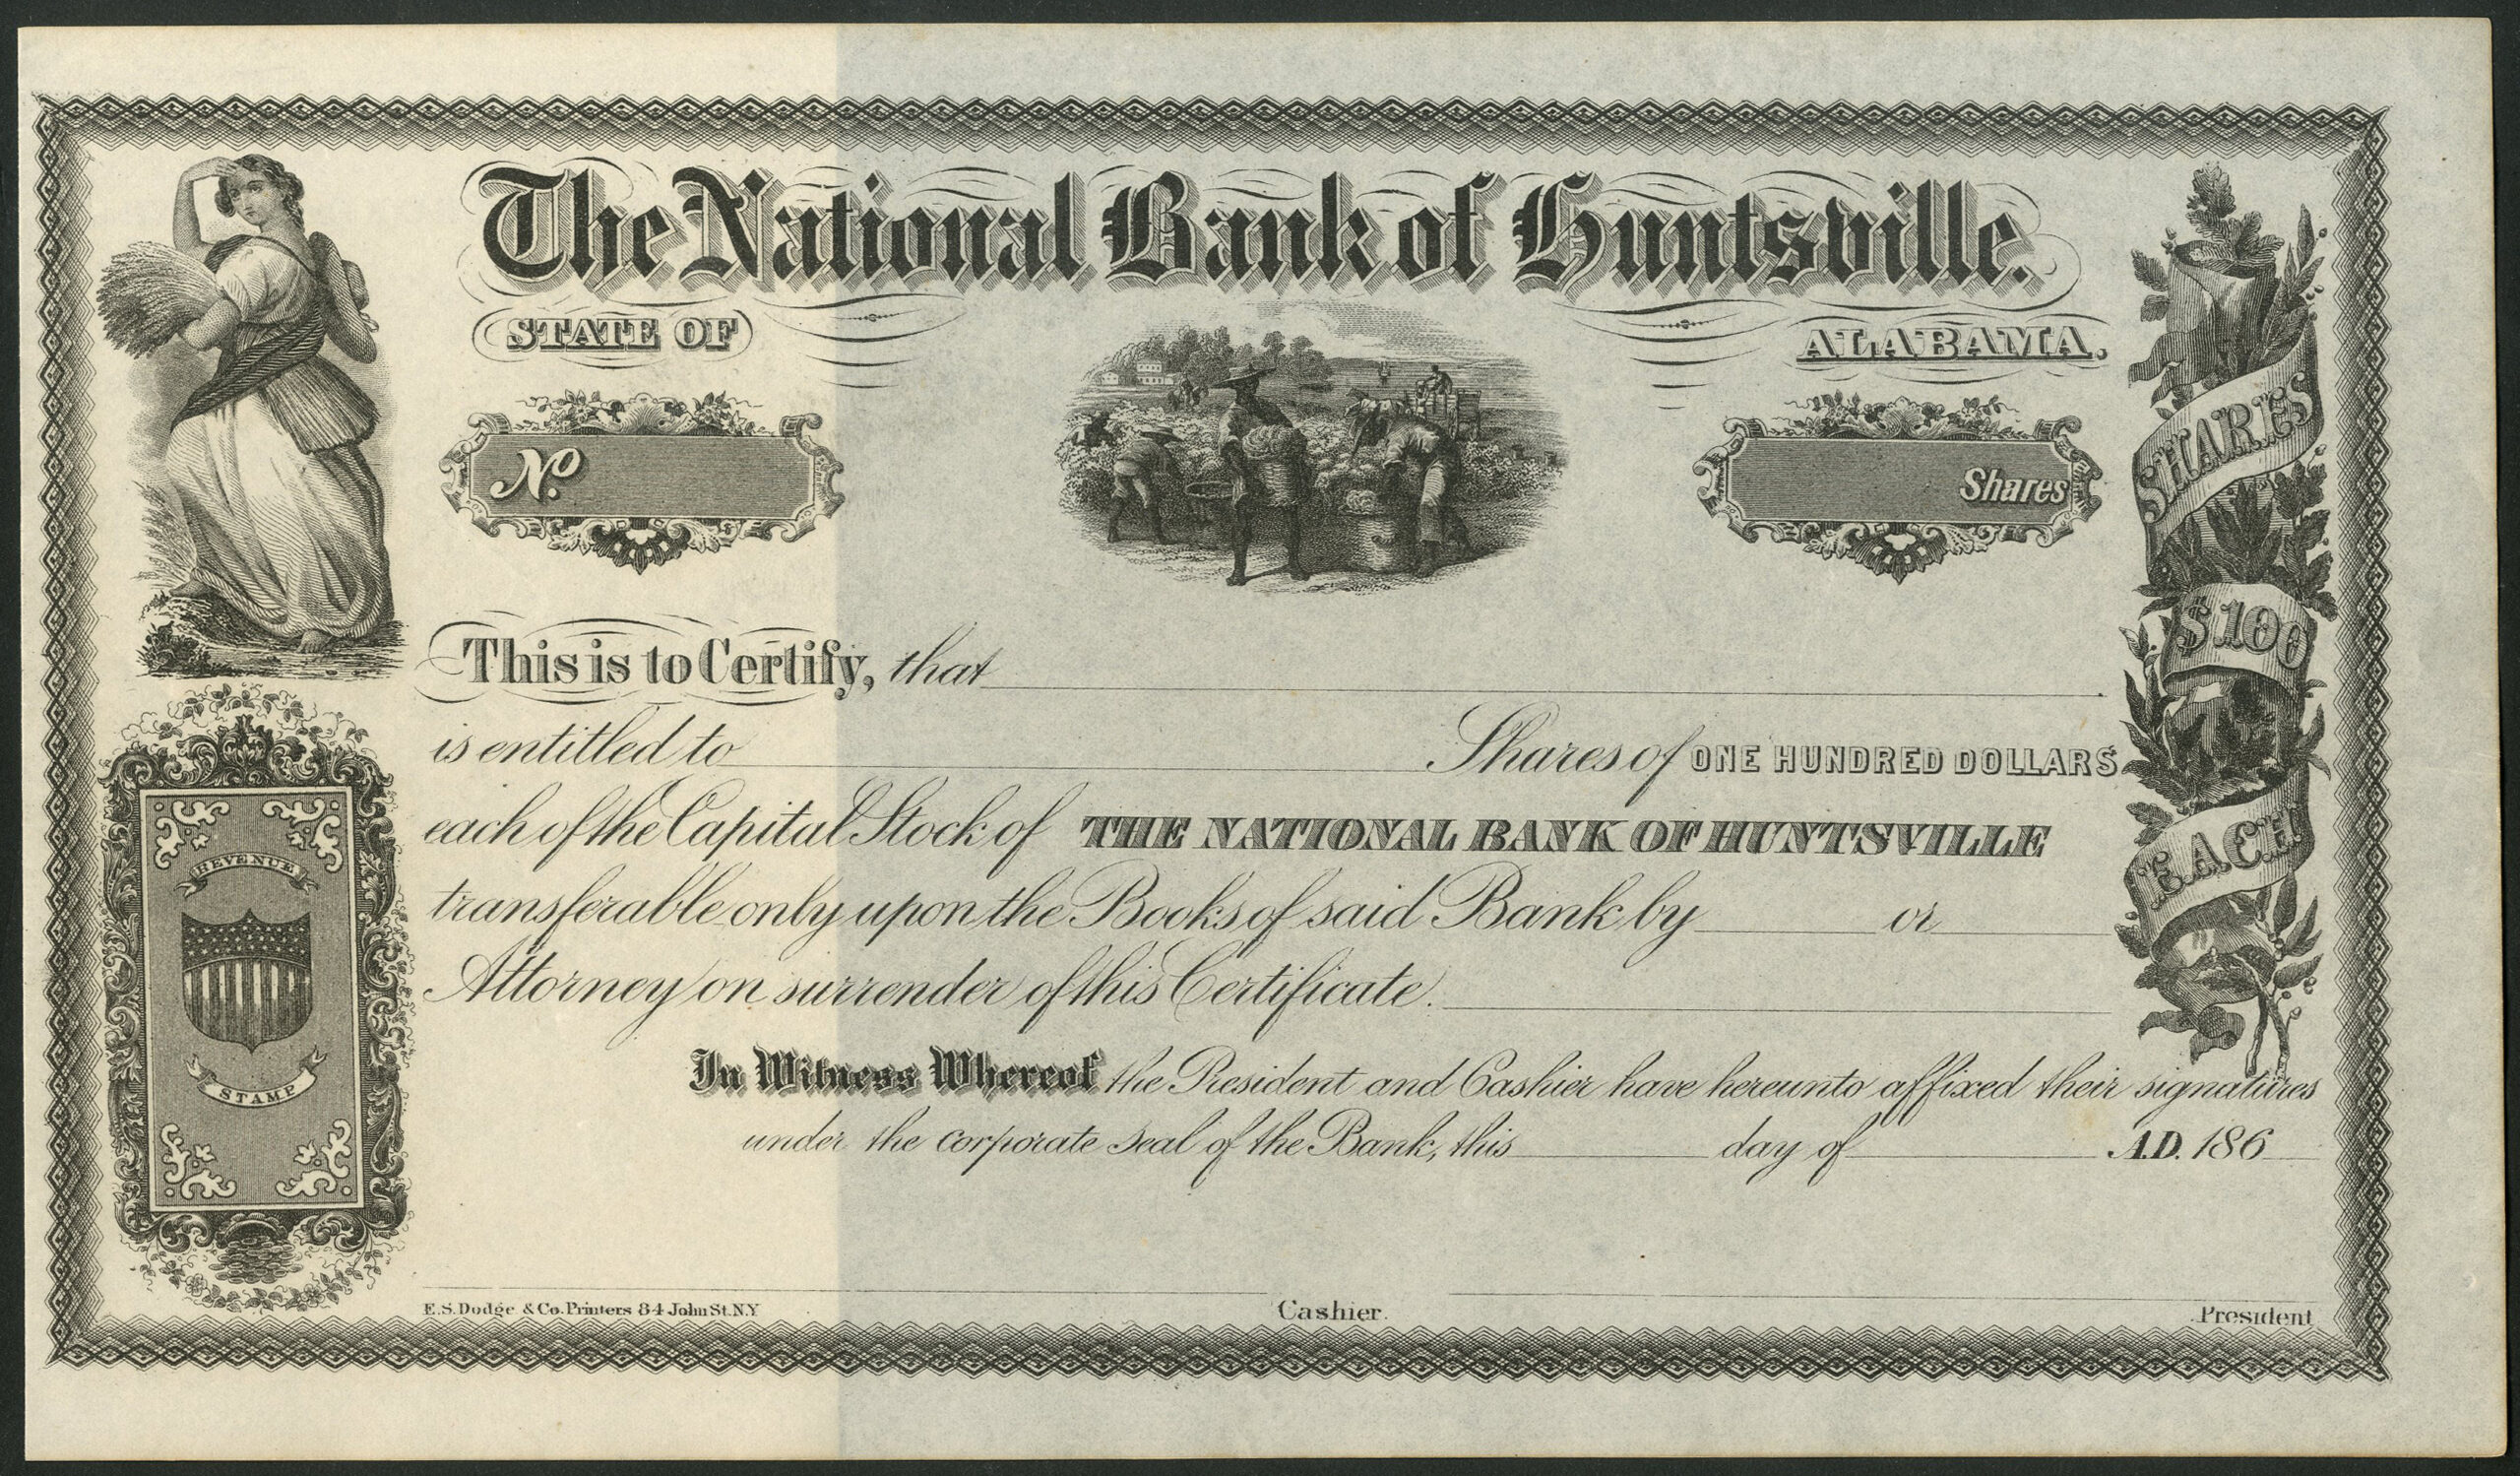 The National Bank of Huntsville.
STATE OF
ALABAMA.
No.
Shares
SHARES
$100
EACH
This is to Certify, that
is entitled to Shares of ONE HUNDRED DOLLARS
each of the Capital Stock of THE NATIONAL BANK OF HUNTSVILLE
transferable only upon the Books of said Bank by or
Attorney on surrender of this Certificate.
REVENUE
STAMP
In Witness Whereof the President and Cashier have hereunto affixed their signatures
under the corporate seal of the Bank, this day of A.D. 186
E.S. Dodge & Co. Printers 84 John St. N.Y
Cashier.
President